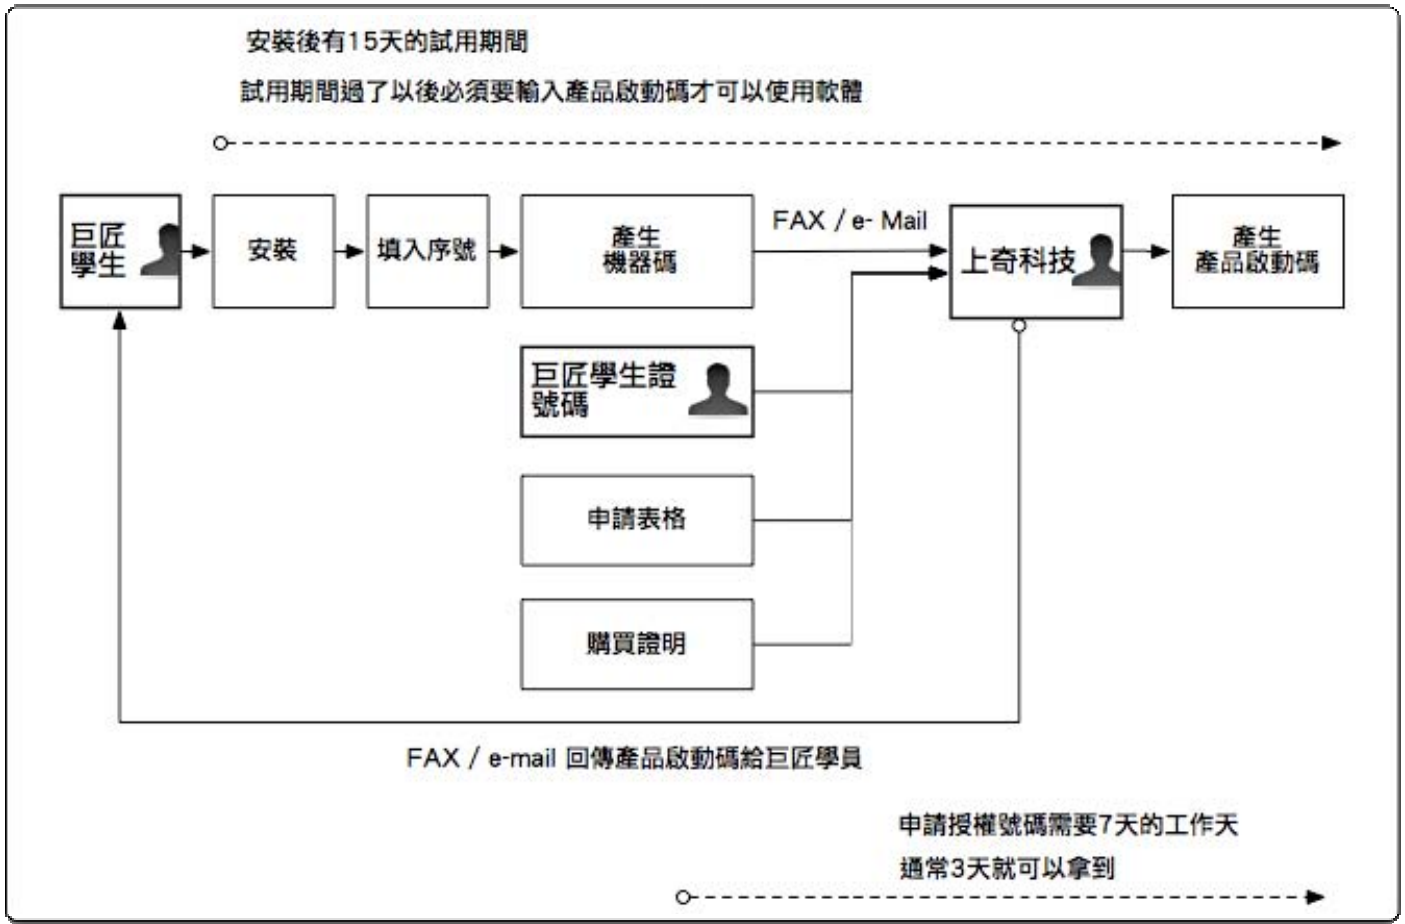 安裝後有15天的試用期間
試用期間過了以後必須要輸入產品啟動碼才可以使用軟體
巨匠
學生
安裝
填入序號
產生
機器碼
FAX / e- Mail
上奇科技
產生
產品啟動碼
巨匠學生證
號碼
申請表格
購買證明
FAX / e-mail 回傳產品啟動碼給巨匠學員
申請授權號碼需要7天的工作天
通常3天就可以拿到